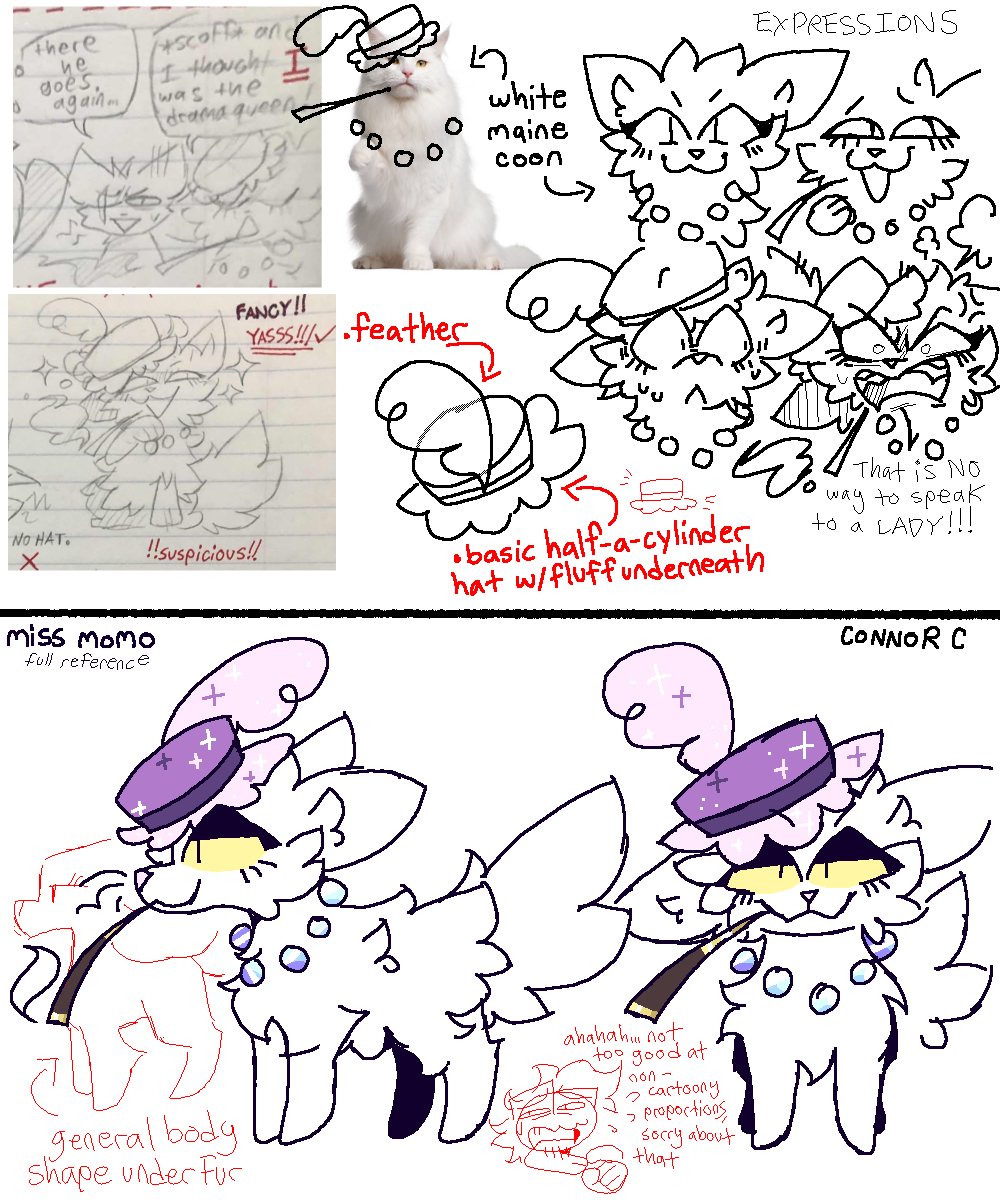 there
he
goes
again...
*scoff* and
I thought
I
was the
drama queen!
white
maine
coon
EXPRESSIONS
FANCY!!
YASSS!!!
NO HAT.
!!suspicious!!
•feather
•basic half-a-cylinder
hat w/fluff underneath
That is NO
way to speak
to a LADY!!!
miss momo
full reference
CONNOR C
general body
shape under fur
ahahah... not
too good at
non-
cartoony
proportions,
sorry about
that